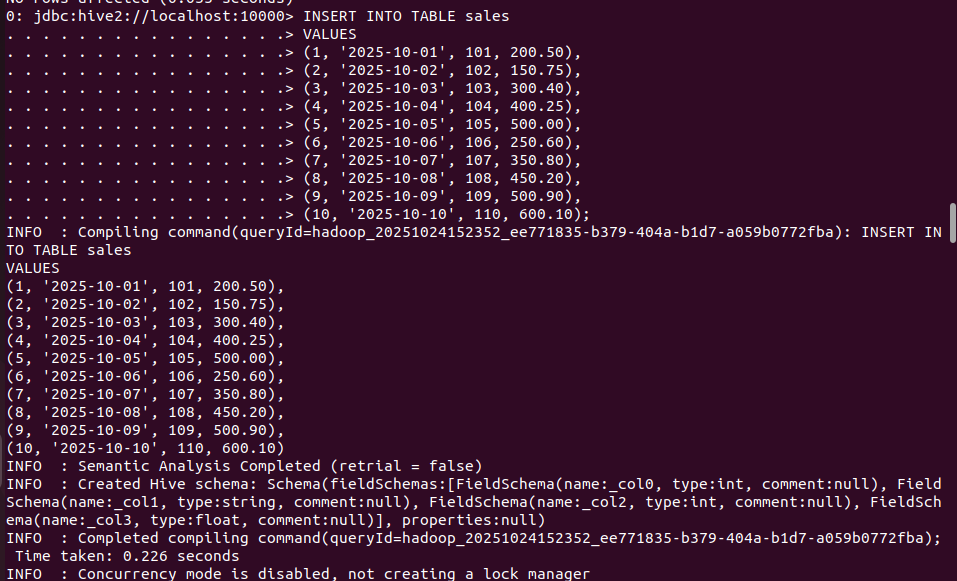 No rows affected (0.055 seconds)
0: jdbc:hive2://localhost:10000> INSERT INTO TABLE sales
. . . . . . . . . . . . . . . .> VALUES
. . . . . . . . . . . . . . . .> (1, '2025-10-01', 101, 200.50),
. . . . . . . . . . . . . . . .> (2, '2025-10-02', 102, 150.75),
. . . . . . . . . . . . . . . .> (3, '2025-10-03', 103, 300.40),
. . . . . . . . . . . . . . . .> (4, '2025-10-04', 104, 400.25),
. . . . . . . . . . . . . . . .> (5, '2025-10-05', 105, 500.00),
. . . . . . . . . . . . . . . .> (6, '2025-10-06', 106, 250.60),
. . . . . . . . . . . . . . . .> (7, '2025-10-07', 107, 350.80),
. . . . . . . . . . . . . . . .> (8, '2025-10-08', 108, 450.20),
. . . . . . . . . . . . . . . .> (9, '2025-10-09', 109, 500.90),
. . . . . . . . . . . . . . . .> (10, '2025-10-10', 110, 600.10);
INFO  : Compiling command(queryId=hadoop_20251024152352_ee771835-b379-404a-b1d7-a059b0772fba): INSERT IN
TO TABLE sales
VALUES
(1, '2025-10-01', 101, 200.50),
(2, '2025-10-02', 102, 150.75),
(3, '2025-10-03', 103, 300.40),
(4, '2025-10-04', 104, 400.25),
(5, '2025-10-05', 105, 500.00),
(6, '2025-10-06', 106, 250.60),
(7, '2025-10-07', 107, 350.80),
(8, '2025-10-08', 108, 450.20),
(9, '2025-10-09', 109, 500.90),
(10, '2025-10-10', 110, 600.10)
INFO  : Semantic Analysis Completed (retrial = false)
INFO  : Created Hive schema: Schema(fieldSchemas:[FieldSchema(name:_col0, type:int, comment:null), Field
Schema(name:_col1, type:string, comment:null), FieldSchema(name:_col2, type:int, comment:null), FieldSch
ema(name:_col3, type:float, comment:null)], properties:null)
INFO  : Completed compiling command(queryId=hadoop_20251024152352_ee771835-b379-404a-b1d7-a059b0772fba);
 Time taken: 0.226 seconds
INFO  : Concurrency mode is disabled, not creating a lock manager